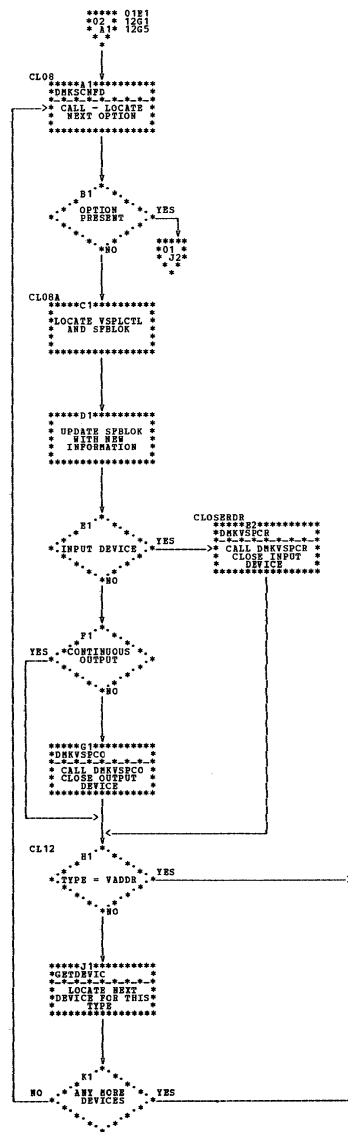 01E1
02 12G1
A1 12G5
CL08
A1
DMKSCNFD
CALL - LOCATE
NEXT OPTION
B1
OPTION
PRESENT
YES
NO
01
J2
CL08A
C1
LOCATE VSPLCTL
AND SFBLOK
D1
UPDATE SFBLOK
WITH NEW
INFORMATION
E1
INPUT DEVICE
YES
NO
CLOSERDR
E2
DMKVSPCR
CALL DMKVSPCR
CLOSE INPUT
DEVICE
F1
YES
CONTINUOUS
OUTPUT
NO
G1
DMKVSPCO
CALL DMKVSPCO
CLOSE OUTPUT
DEVICE
CL12
H1
TYPE = VADDR
YES
NO
J1
GETDEVIC
LOCATE NEXT
DEVICE FOR THIS
TYPE
K1
NO
ANY MORE
DEVICES
YES